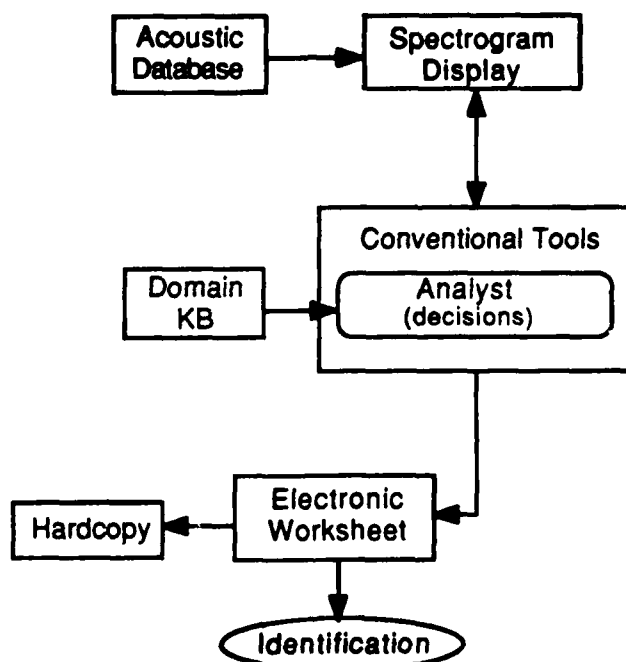 Acoustic
Database
Spectrogram
Display
Conventional Tools
Domain
KB
Analyst
(decisions)
Electronic
Worksheet
Hardcopy
Identification